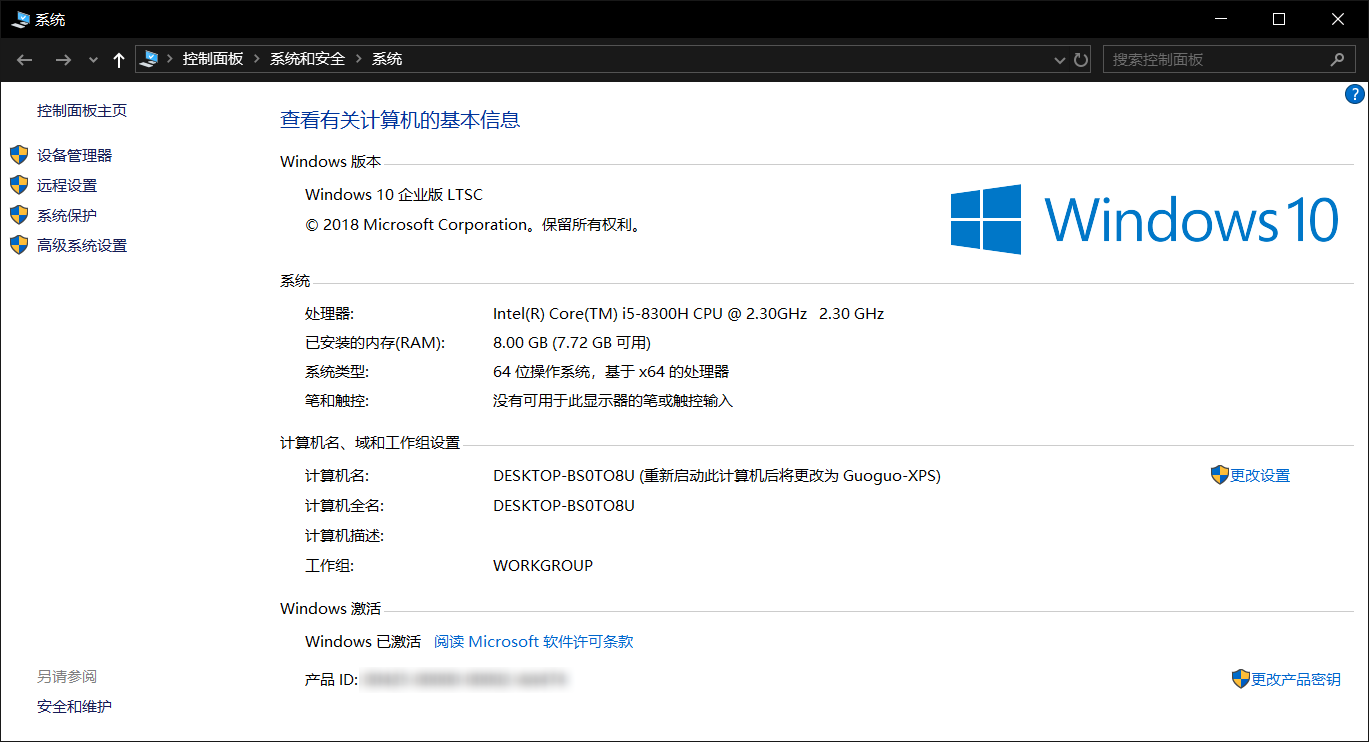 系统
控制面板 系统和安全 系统
搜索控制面板
?
控制面板主页
设备管理器
远程设置
系统保护
高级系统设置
查看有关计算机的基本信息
Windows 版本
Windows 10 企业版 LTSC
© 2018 Microsoft Corporation。保留所有权利。
Windows 10
系统
处理器: Intel(R) Core(TM) i5-8300H CPU @ 2.30GHz 2.30 GHz
已安装的内存(RAM): 8.00 GB (7.72 GB 可用)
系统类型: 64 位操作系统，基于 x64 的处理器
笔和触控: 没有可用于此显示器的笔或触控输入
计算机名、域和工作组设置
计算机名: DESKTOP-BS0TO8U (重新启动此计算机后将更改为 Guoguo-XPS) 更改设置
计算机全名: DESKTOP-BS0TO8U
计算机描述:
工作组: WORKGROUP
Windows 激活
Windows 已激活 阅读 Microsoft 软件许可条款
产品 ID: 更改产品密钥
另请参阅
安全和维护